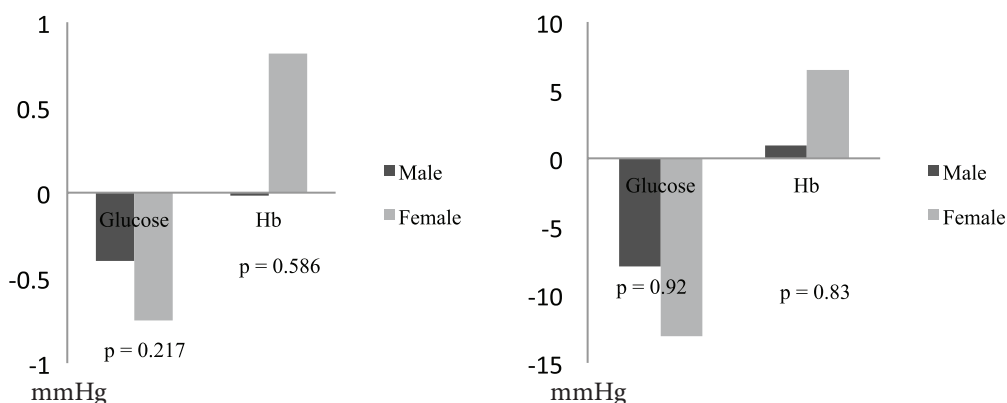 1
0.5
0
-0.5
-1
mmHg
Glucose
Hb
p = 0.217
p = 0.586
Male
Female
10
5
0
-5
-10
-15
mmHg
Glucose
Hb
p = 0.92
p = 0.83
Male
Female